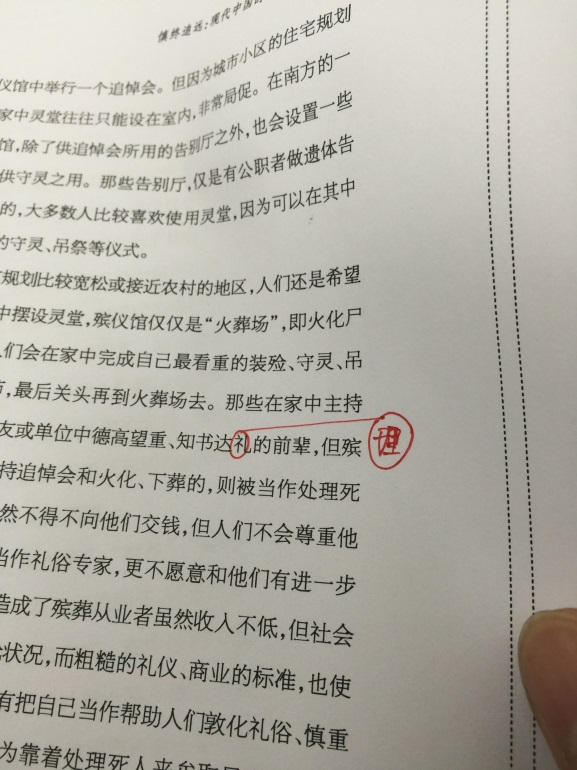 慎终追远：现代中国的
仪馆中举行一个追悼会。但因为城市小区的住宅规划
家中灵堂往往只能设在室内，非常局促。在南方的一
馆，除了供追悼会所用的告别厅之外，也会设置一些
供守灵之用。那些告别厅，仅是有公职者做遗体告
的，大多数人比较喜欢使用灵堂，因为可以在其中
的守灵、吊祭等仪式。
规划比较宽松或接近农村的地区，人们还是希望
中摆设灵堂，殡仪馆仅仅是“火葬场”，即火化尸
人们会在家中完成自己最看重的装殓、守灵、吊
，最后关头再到火葬场去。那些在家中主持
友或单位中德高望重、知书达礼的前辈，但殡
理
持追悼会和火化、下葬的，则被当作处理死
然不得不向他们交钱，但人们不会尊重他
当作礼俗专家，更不愿意和他们有进一步
造成了殡葬从业者虽然收入不低，但社会
状况，而粗糙的礼仪、商业的标准，也使
有把自己当作帮助人们敦化礼俗、慎重
为靠着处理死人来牟取